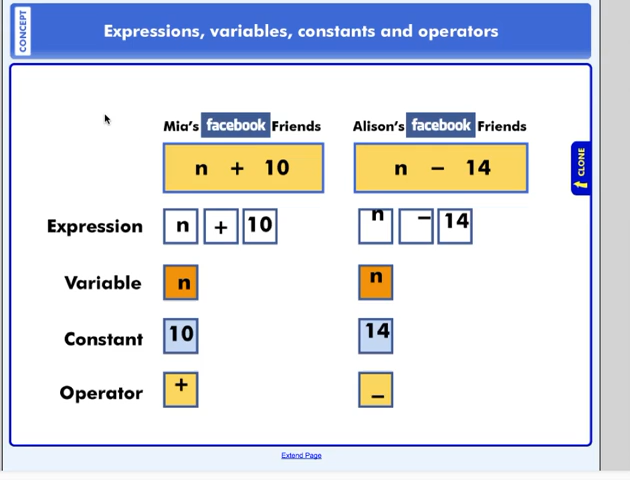 CONCEPT
Expressions, variables, constants and operators
Mia's facebook Friends
Alison's facebook Friends
n + 10
n – 14
CLONE
Expression n + 10 n – 14
Variable n n
Constant 10 14
Operator + –
Extend Page